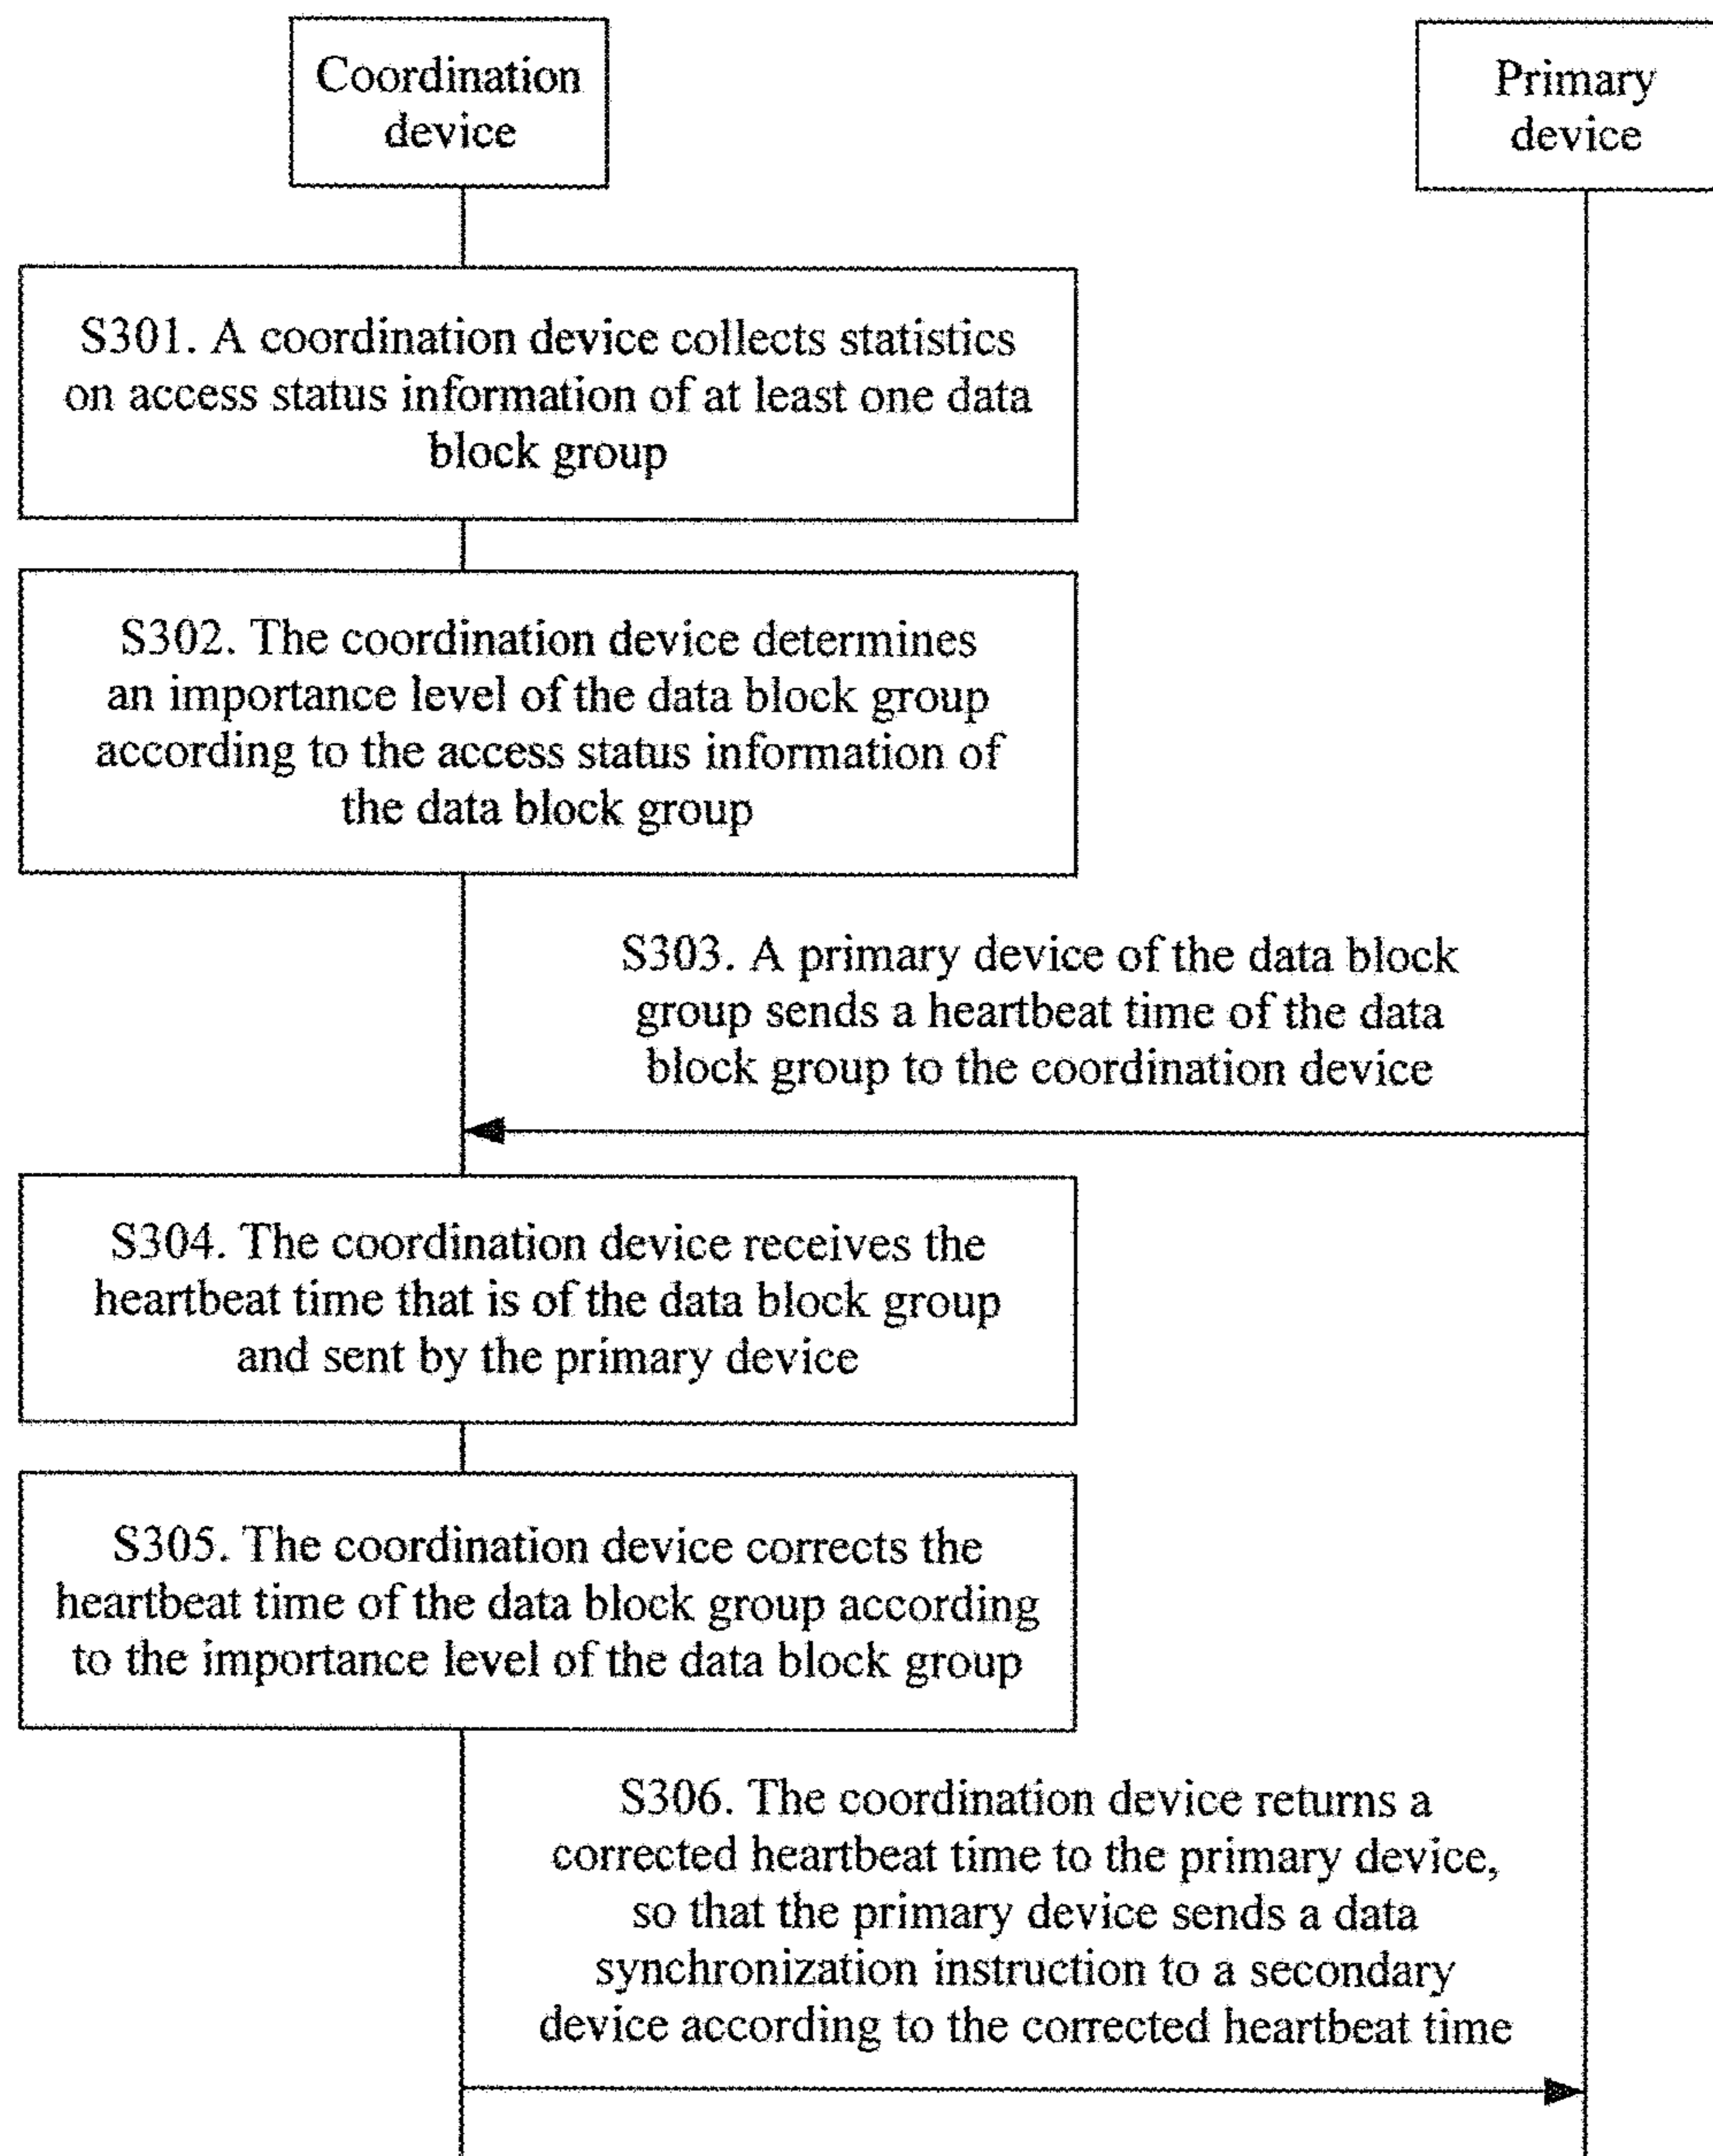 Coordination
device
Primary
device
S301. A coordination device collects statistics
on access status information of at least one data
block group
S302. The coordination device determines
an importance level of the data block group
according to the access status information of
the data block group
S303. A primary device of the data block
group sends a heartbeat time of the data
block group to the coordination device
S304. The coordination device receives the
heartbeat time that is of the data block group
and sent by the primary device
S305. The coordination device corrects the
heartbeat time of the data block group according
to the importance level of the data block group
S306. The coordination device returns a
corrected heartbeat time to the primary device,
so that the primary device sends a data
synchronization instruction to a secondary
device according to the corrected heartbeat time